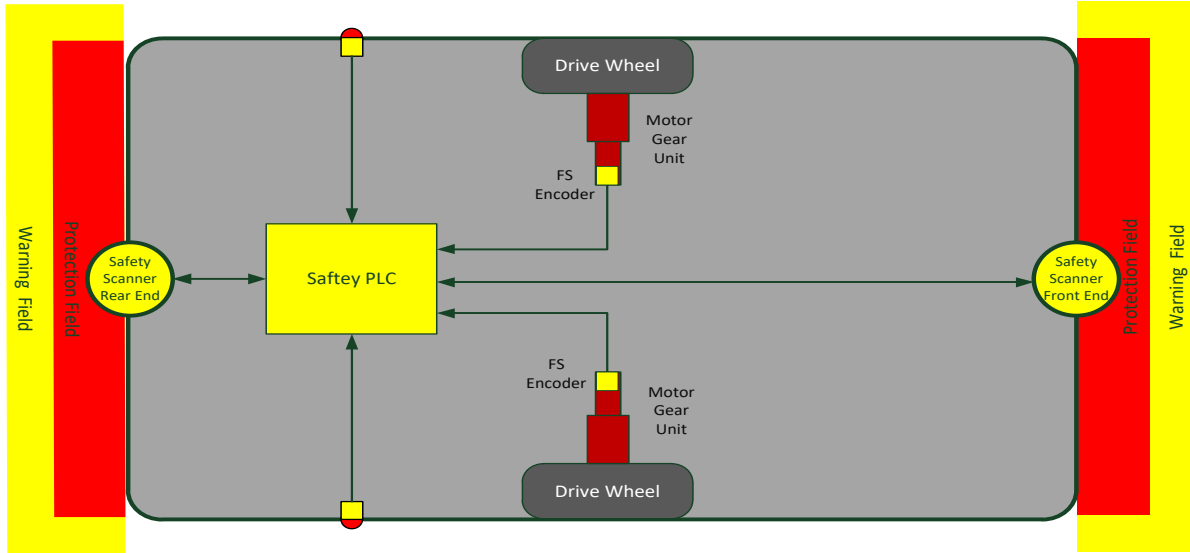 Drive Wheel
Motor
Gear
Unit
FS
Encoder
Warning Field
Protection Field
Safety
Scanner
Rear End
Saftey PLC
Safety
Scanner
Front End
Protection Field
Warning Field
FS
Encoder
Motor
Gear
Unit
Drive Wheel